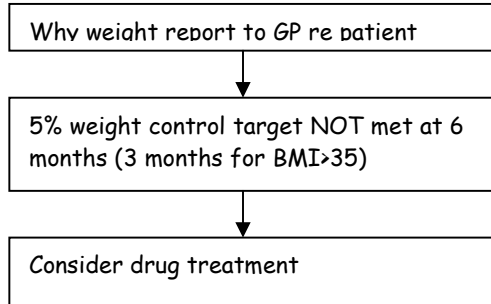 Why weight report to GP re patient
5% weight control target NOT met at 6
months (3 months for BMI>35)
Consider drug treatment